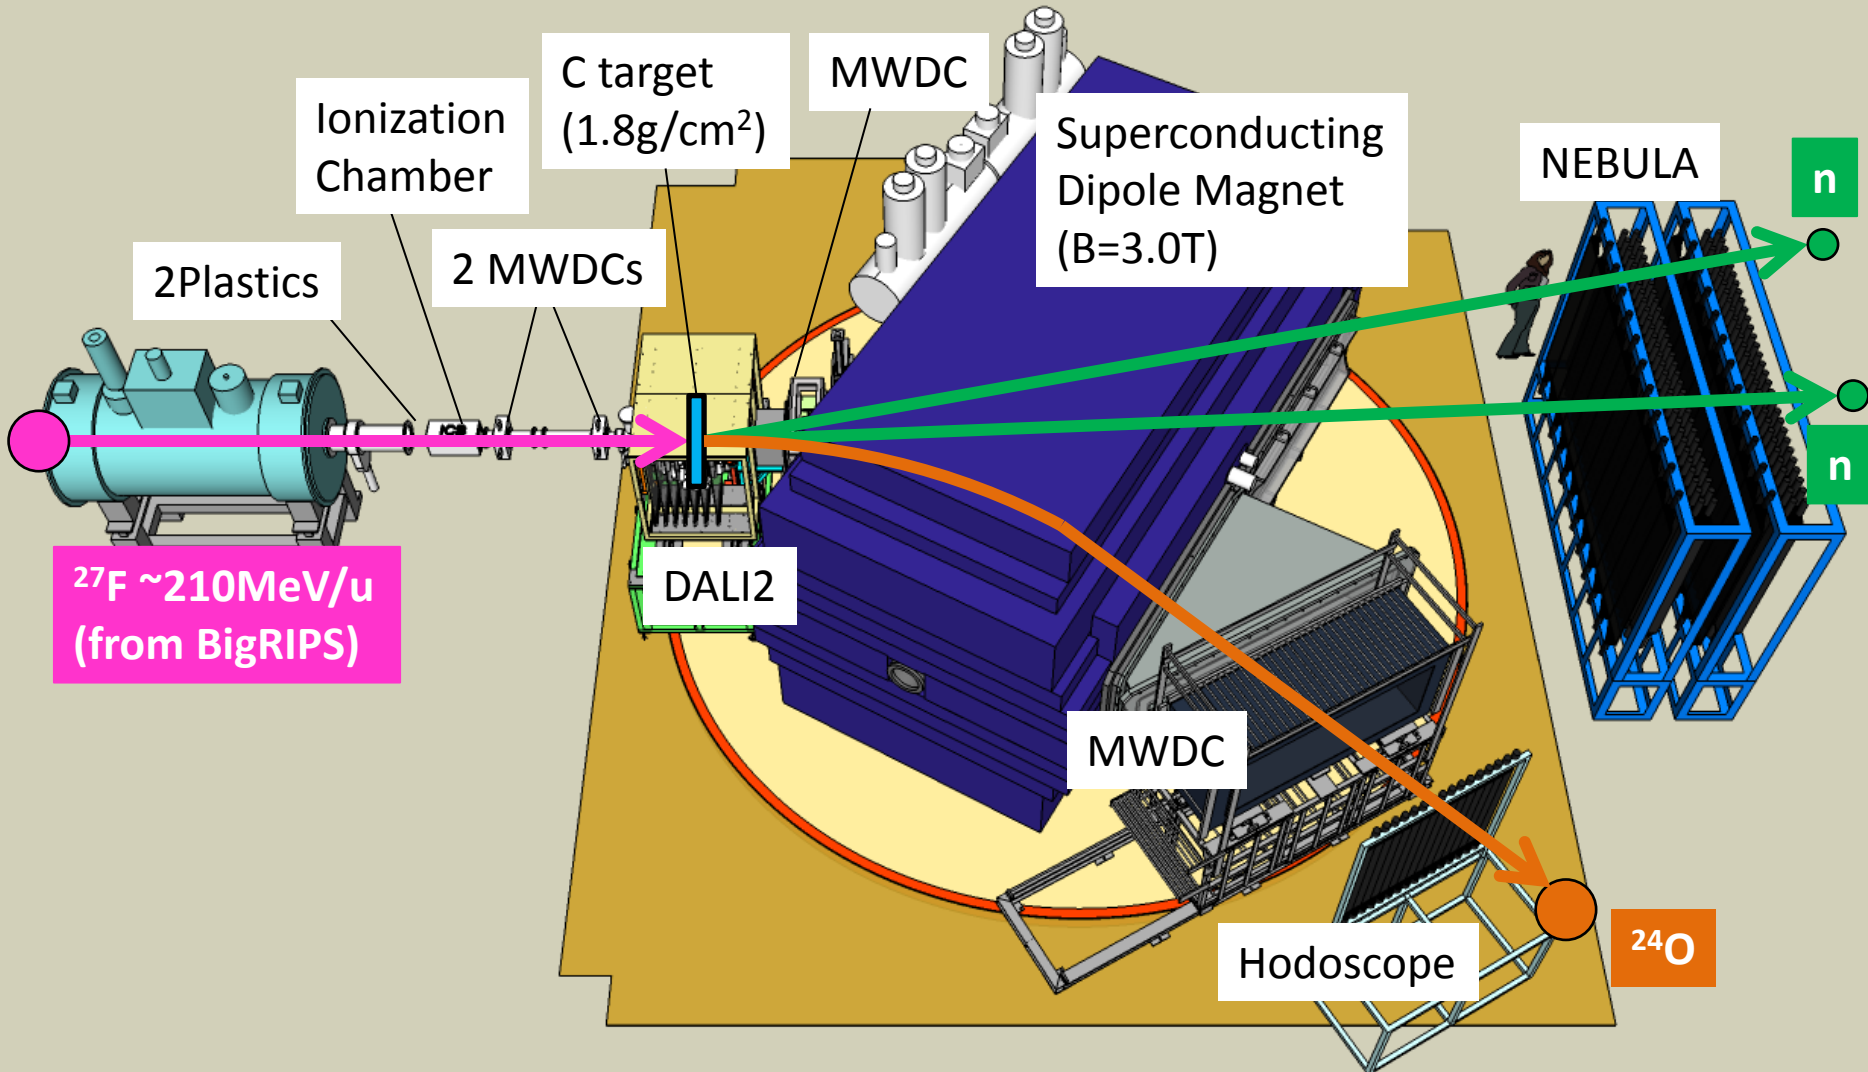 C target
(1.8g/cm²)
MWDC
Ionization
Chamber
Superconducting
Dipole Magnet
(B=3.0T)
NEBULA
n
2Plastics
2 MWDCs
ICB
n
²⁷F ~210MeV/u
(from BigRIPS)
DALI2
MWDC
Hodoscope
²⁴O